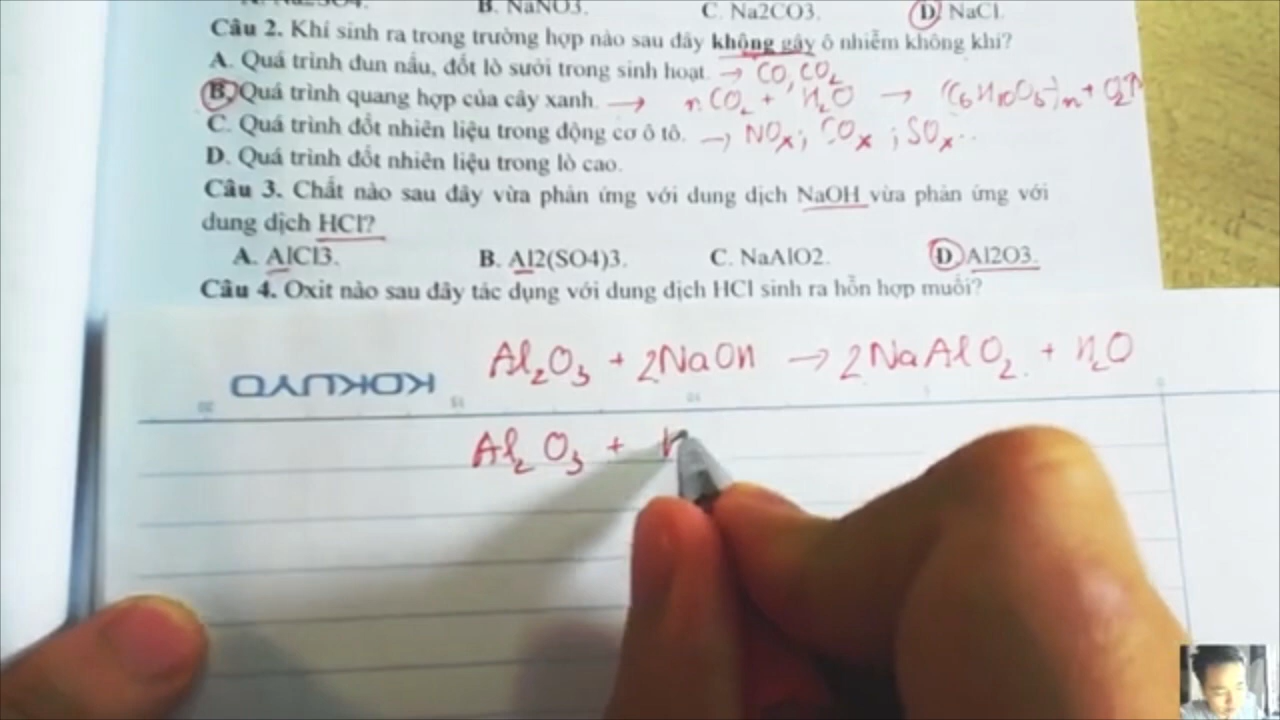 B. NaNO3. C. Na2CO3. D. NaCl.
Câu 2. Khí sinh ra trong trường hợp nào sau đây không gây ô nhiễm không khí?
A. Quá trình đun nấu, đốt lò sưởi trong sinh hoạt. → CO, CO2
B. Quá trình quang hợp của cây xanh. → nCO2 + H2O → (C6H10O5)n + O2
C. Quá trình đốt nhiên liệu trong động cơ ô tô. → NOx; COx; SOx...
D. Quá trình đốt nhiên liệu trong lò cao.
Câu 3. Chất nào sau đây vừa phản ứng với dung dịch NaOH vừa phản ứng với
dung dịch HCl?
A. AlCl3. B. Al2(SO4)3. C. NaAlO2. D. Al2O3.
Câu 4. Oxit nào sau đây tác dụng với dung dịch HCl sinh ra hỗn hợp muối?
Al2O3 + 2NaOH → 2NaAlO2 + H2O
KOKUYO
Al2O3 +